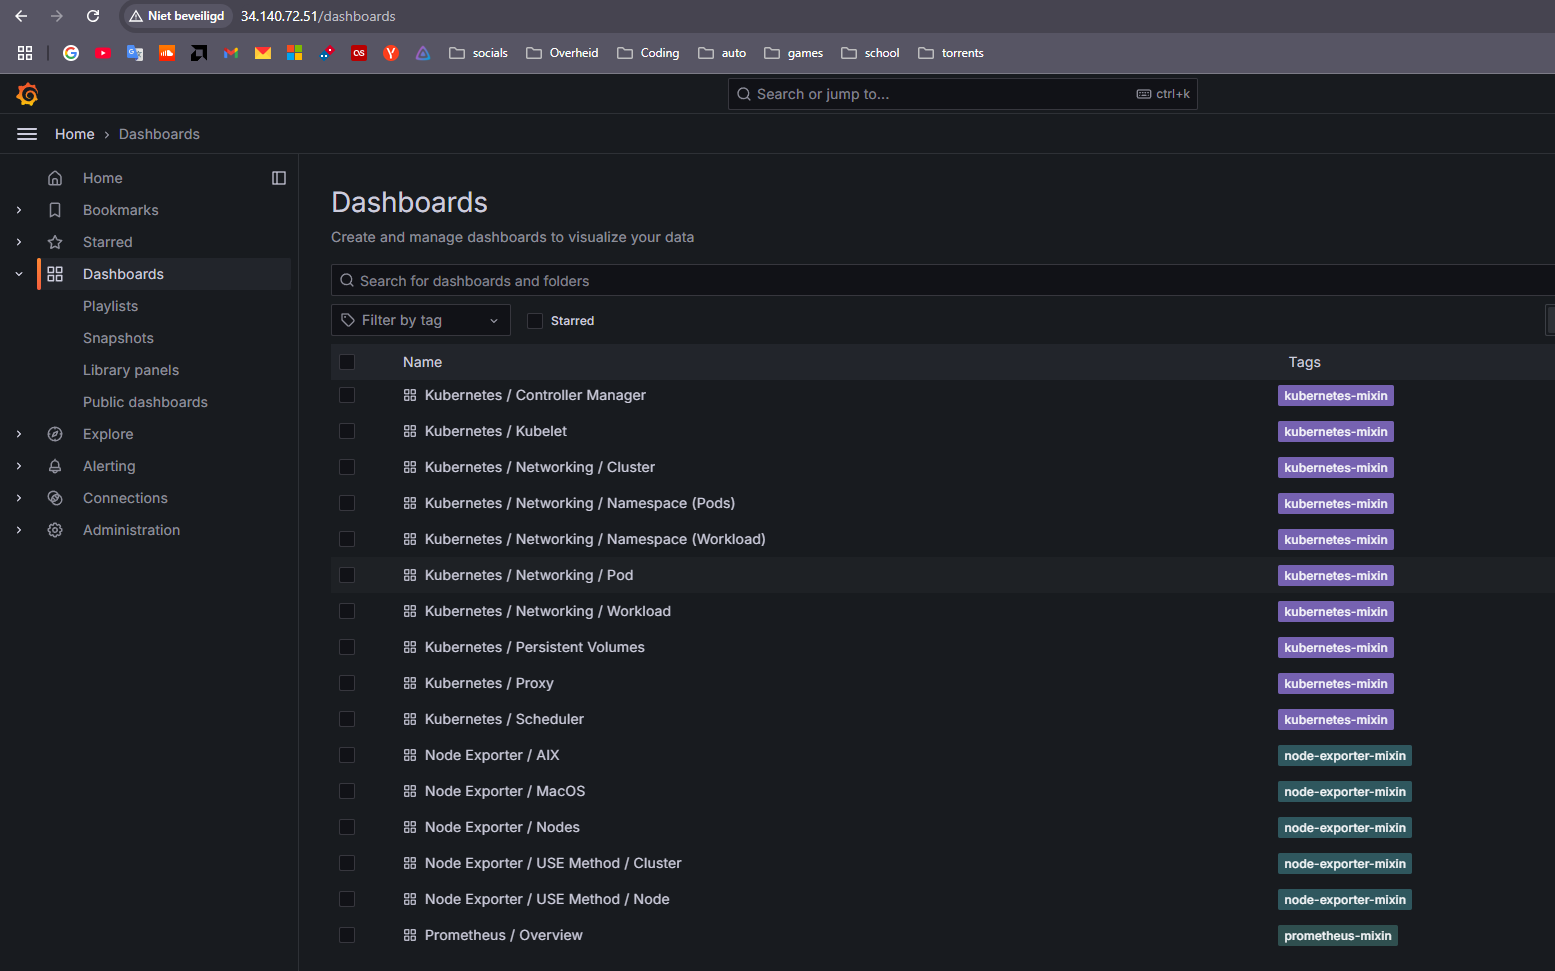 Niet beveiligd 34.140.72.51/dashboards
socials Overheid Coding auto games school torrents
Search or jump to... ctrl+k
Home › Dashboards
Home
Bookmarks
Starred
Dashboards
Playlists
Snapshots
Library panels
Public dashboards
Explore
Alerting
Connections
Administration
Dashboards
Create and manage dashboards to visualize your data
Search for dashboards and folders
Filter by tag Starred
Name Tags
Kubernetes / Controller Manager kubernetes-mixin
Kubernetes / Kubelet kubernetes-mixin
Kubernetes / Networking / Cluster kubernetes-mixin
Kubernetes / Networking / Namespace (Pods) kubernetes-mixin
Kubernetes / Networking / Namespace (Workload) kubernetes-mixin
Kubernetes / Networking / Pod kubernetes-mixin
Kubernetes / Networking / Workload kubernetes-mixin
Kubernetes / Persistent Volumes kubernetes-mixin
Kubernetes / Proxy kubernetes-mixin
Kubernetes / Scheduler kubernetes-mixin
Node Exporter / AIX node-exporter-mixin
Node Exporter / MacOS node-exporter-mixin
Node Exporter / Nodes node-exporter-mixin
Node Exporter / USE Method / Cluster node-exporter-mixin
Node Exporter / USE Method / Node node-exporter-mixin
Prometheus / Overview prometheus-mixin